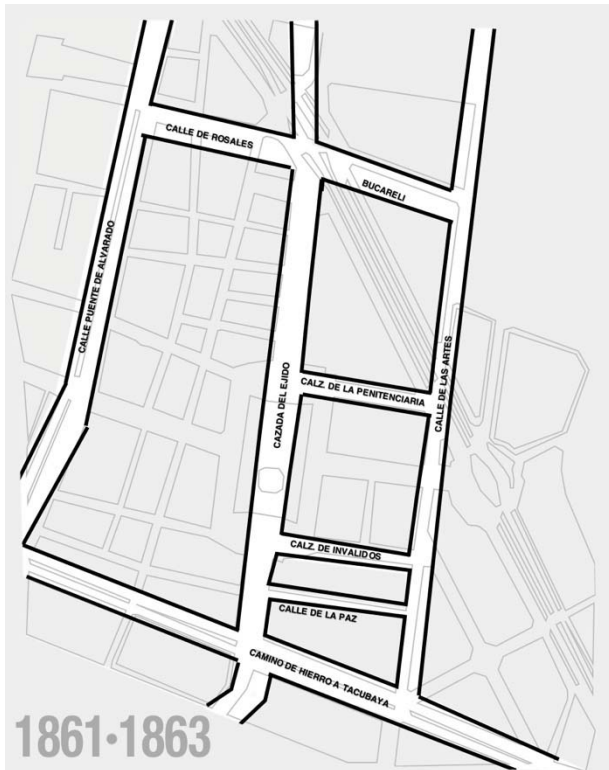 CALLE DE ROSALES
BUCARELI
CALLE PUENTE DE ALVARADO
CAZADA DEL EJIDO
CALLE DE LAS ARTES
CALZ. DE LA PENITENCIARIA
CALZ. DE INVALIDOS
CALLE DE LA PAZ
CAMINO DE HIERRO A TACUBAYA
1861•1863